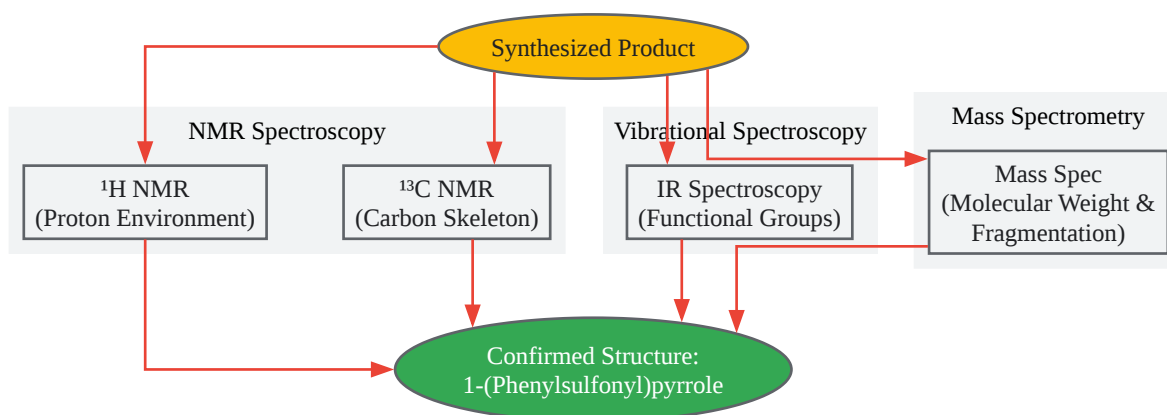 Synthesized Product
NMR Spectroscopy
Vibrational Spectroscopy
Mass Spectrometry
¹H NMR
(Proton Environment)
¹³C NMR
(Carbon Skeleton)
IR Spectroscopy
(Functional Groups)
Mass Spec
(Molecular Weight &
Fragmentation)
Confirmed Structure:
1-(Phenylsulfonyl)pyrrole